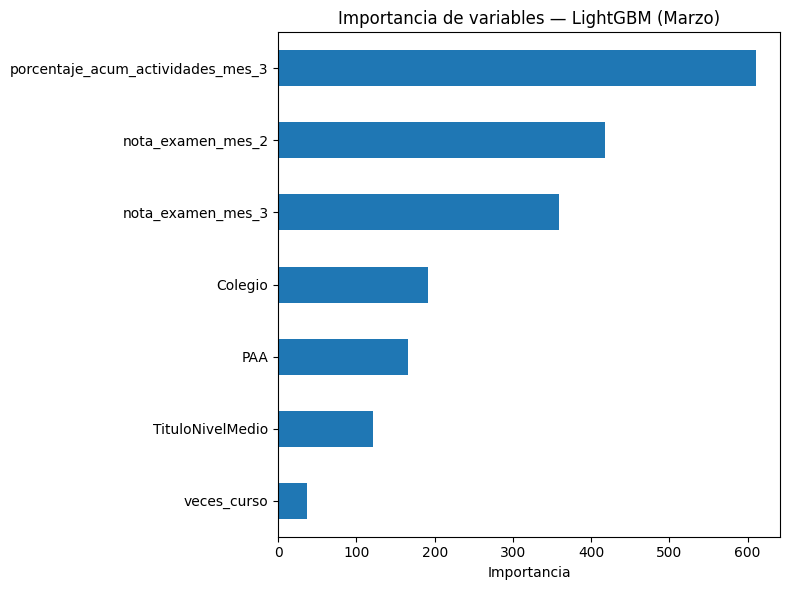 Importancia de variables — LightGBM (Marzo)
porcentaje_acum_actividades_mes_3
nota_examen_mes_2
nota_examen_mes_3
Colegio
PAA
TituloNivelMedio
veces_curso
0 100 200 300 400 500 600
Importancia